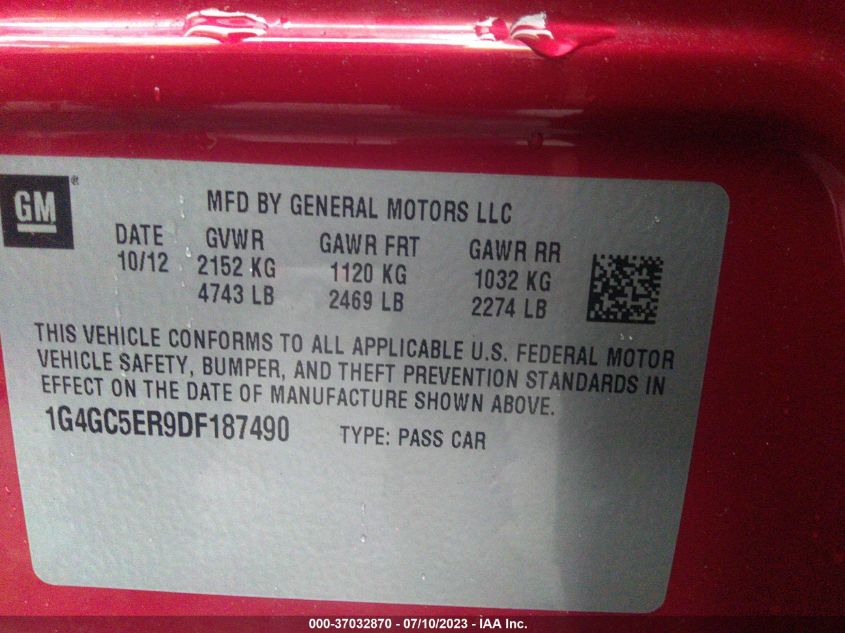 GM®
MFD BY GENERAL MOTORS LLC
DATE GVWR GAWR FRT GAWR RR
10/12 2152 KG 1120 KG 1032 KG
4743 LB 2469 LB 2274 LB
THIS VEHICLE CONFORMS TO ALL APPLICABLE U.S. FEDERAL MOTOR
VEHICLE SAFETY, BUMPER, AND THEFT PREVENTION STANDARDS IN
EFFECT ON THE DATE OF MANUFACTURE SHOWN ABOVE.
1G4GC5ER9DF187490 TYPE: PASS CAR
000-37032870 - 07/10/2023 - IAA Inc.